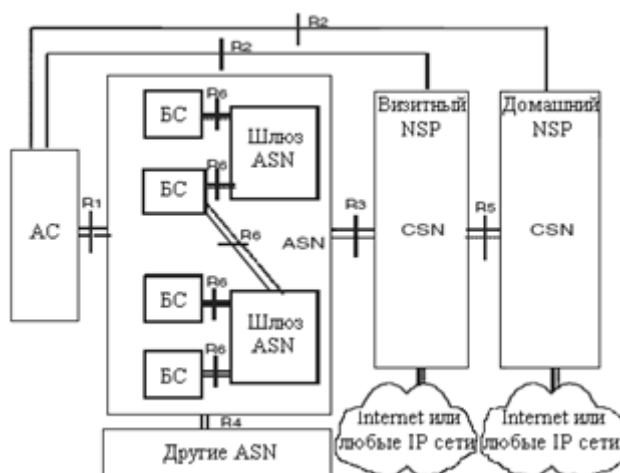 R2
R2
R6
БС
Шлюз
ASN
R6
БС
R6
ASN
R6
БС
Шлюз
ASN
R6
БС
АС
R1
R3
Визитный
NSP
CSN
R5
Домашний
NSP
CSN
R4
Другие ASN
Internet или
любые IP сети
Internet или
любые IP сети